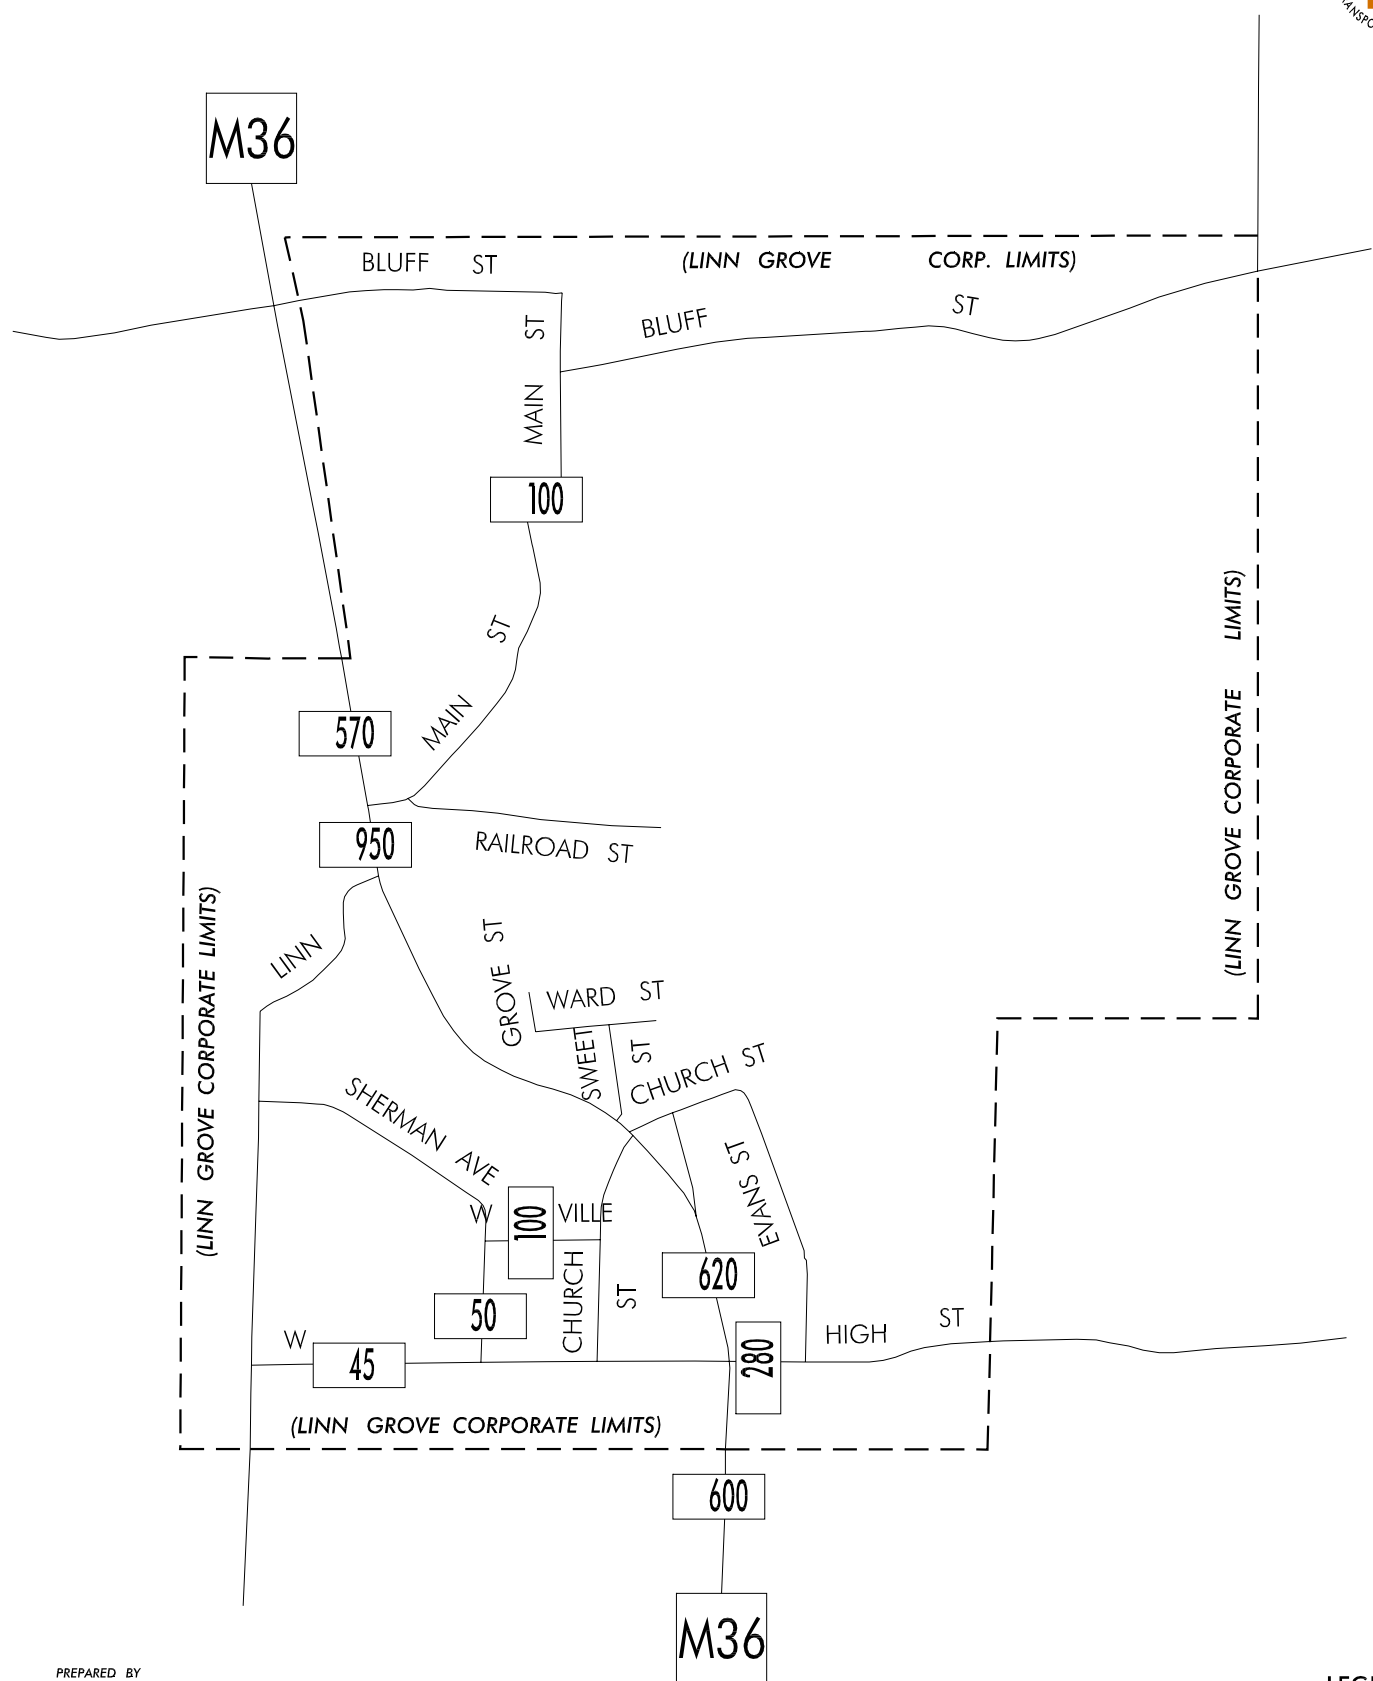 M36
BLUFF ST
(LINN GROVE CORP. LIMITS)
BLUFF ST
MAIN ST
100
MAIN ST
570
950
RAILROAD ST
(LINN GROVE CORPORATE LIMITS)
(LINN GROVE CORPORATE LIMITS)
LINN
GROVE ST
WARD ST
SWEET ST
CHURCH ST
SHERMAN AVE
EVANS ST
W 100 VILLE
CHURCH ST
620
50
280
HIGH ST
W
45
(LINN GROVE CORPORATE LIMITS)
600
M36
PREPARED BY